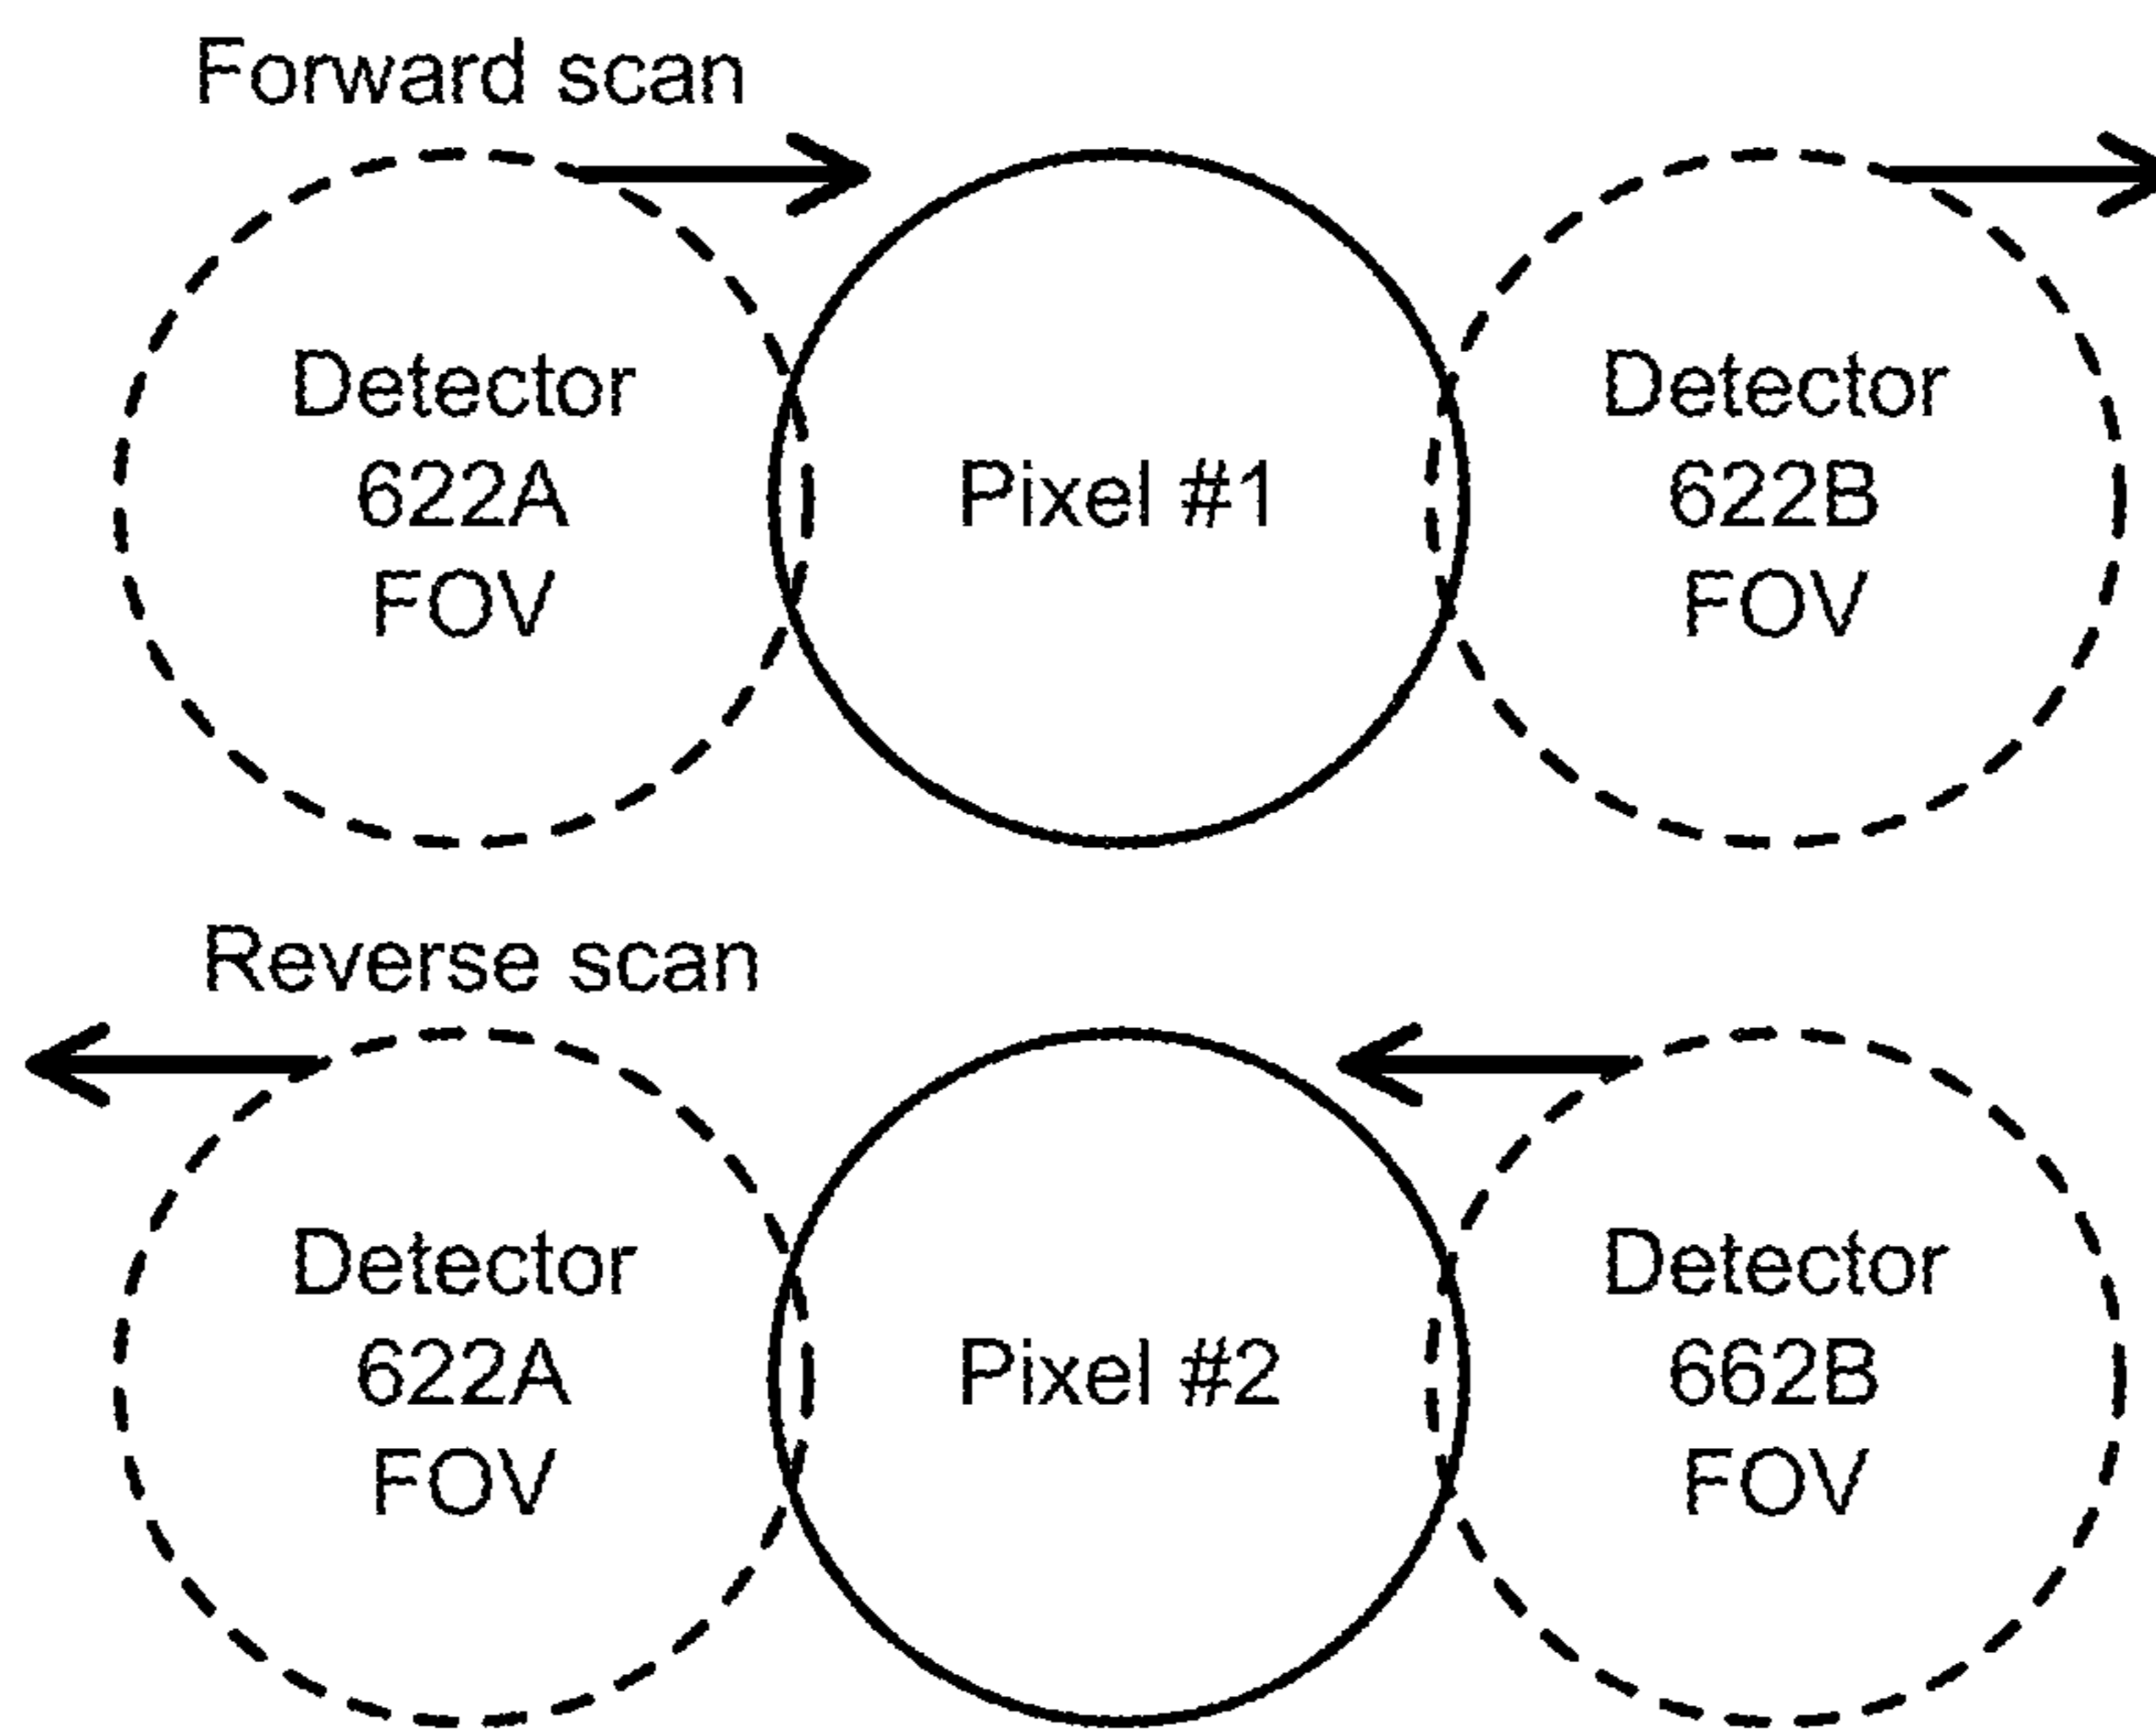 Forward scan
Detector
622A
FOV
Pixel #1
Detector
622B
FOV
Reverse scan
Detector
622A
FOV
Pixel #2
Detector
662B
FOV